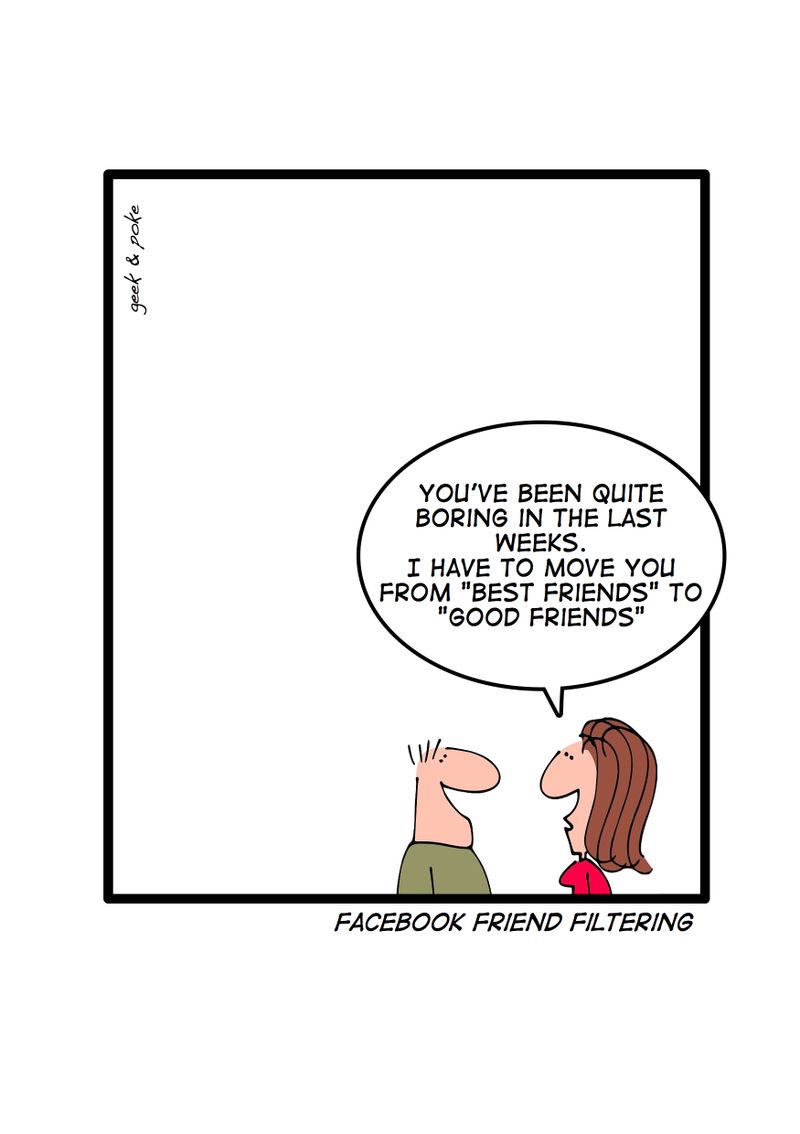 geek & poke
YOU'VE BEEN QUITE
BORING IN THE LAST
WEEKS.
I HAVE TO MOVE YOU
FROM "BEST FRIENDS" TO
"GOOD FRIENDS"
FACEBOOK FRIEND FILTERING